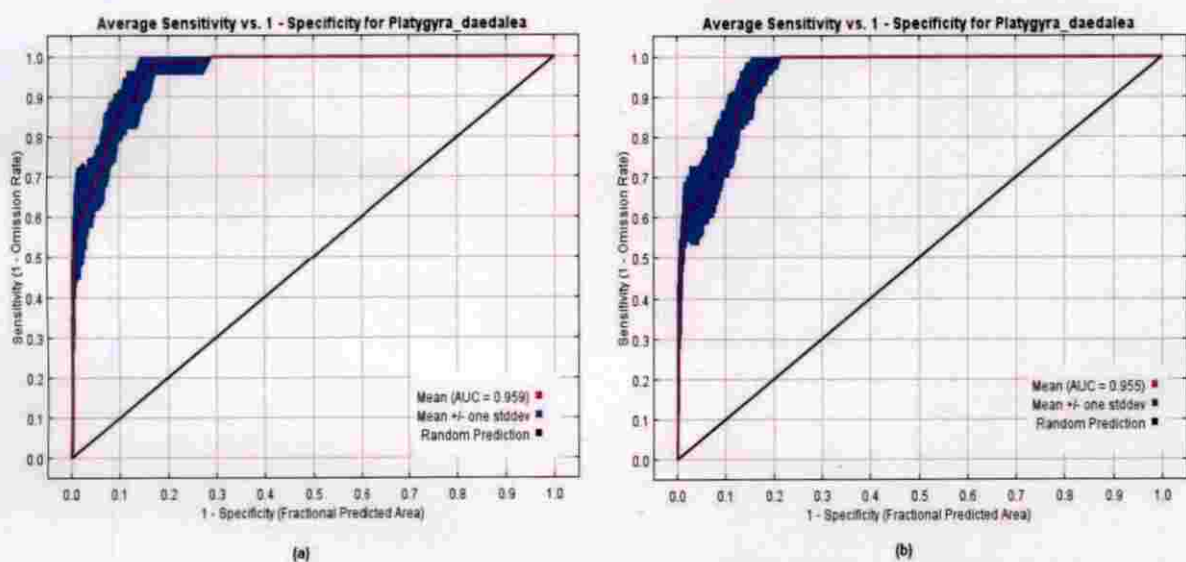 Average Sensitivity vs. 1 - Specificity for Platygyra_daedalea
Sensitivity (1 - Omission Rate)
1.0
0.9
0.8
0.7
0.6
0.5
0.4
0.3
0.2
0.1
0.0
Mean (AUC = 0.959)
Mean +/- one stddev
Random Prediction
0.0 0.1 0.2 0.3 0.4 0.5 0.6 0.7 0.8 0.9 1.0
1 - Specificity (Fractional Predicted Area)
(a)
Average Sensitivity vs. 1 - Specificity for Platygyra_daedalea
Sensitivity (1 - Omission Rate)
1.0
0.9
0.8
0.7
0.6
0.5
0.4
0.3
0.2
0.1
0.0
Mean (AUC = 0.955)
Mean +/- one stddev
Random Prediction
0.0 0.1 0.2 0.3 0.4 0.5 0.6 0.7 0.8 0.9 1.0
1 - Specificity (Fractional Predicted Area)
(b)